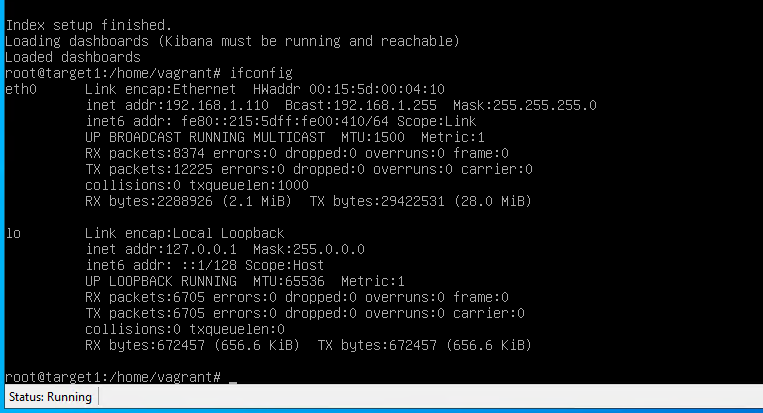 Index setup finished.
Loading dashboards (Kibana must be running and reachable)
Loaded dashboards
root@target1:/home/vagrant# ifconfig
eth0      Link encap:Ethernet  HWaddr 00:15:5d:00:04:10
          inet addr:192.168.1.110  Bcast:192.168.1.255  Mask:255.255.255.0
          inet6 addr: fe80::215:5dff:fe00:410/64 Scope:Link
          UP BROADCAST RUNNING MULTICAST  MTU:1500  Metric:1
          RX packets:8374 errors:0 dropped:0 overruns:0 frame:0
          TX packets:12225 errors:0 dropped:0 overruns:0 carrier:0
          collisions:0 txqueuelen:1000
          RX bytes:2288926 (2.1 MiB)  TX bytes:29422531 (28.0 MiB)
lo        Link encap:Local Loopback
          inet addr:127.0.0.1  Mask:255.0.0.0
          inet6 addr: ::1/128 Scope:Host
          UP LOOPBACK RUNNING  MTU:65536  Metric:1
          RX packets:6705 errors:0 dropped:0 overruns:0 frame:0
          TX packets:6705 errors:0 dropped:0 overruns:0 carrier:0
          collisions:0 txqueuelen:0
          RX bytes:672457 (656.6 KiB)  TX bytes:672457 (656.6 KiB)
root@target1:/home/vagrant# _
Status: Running